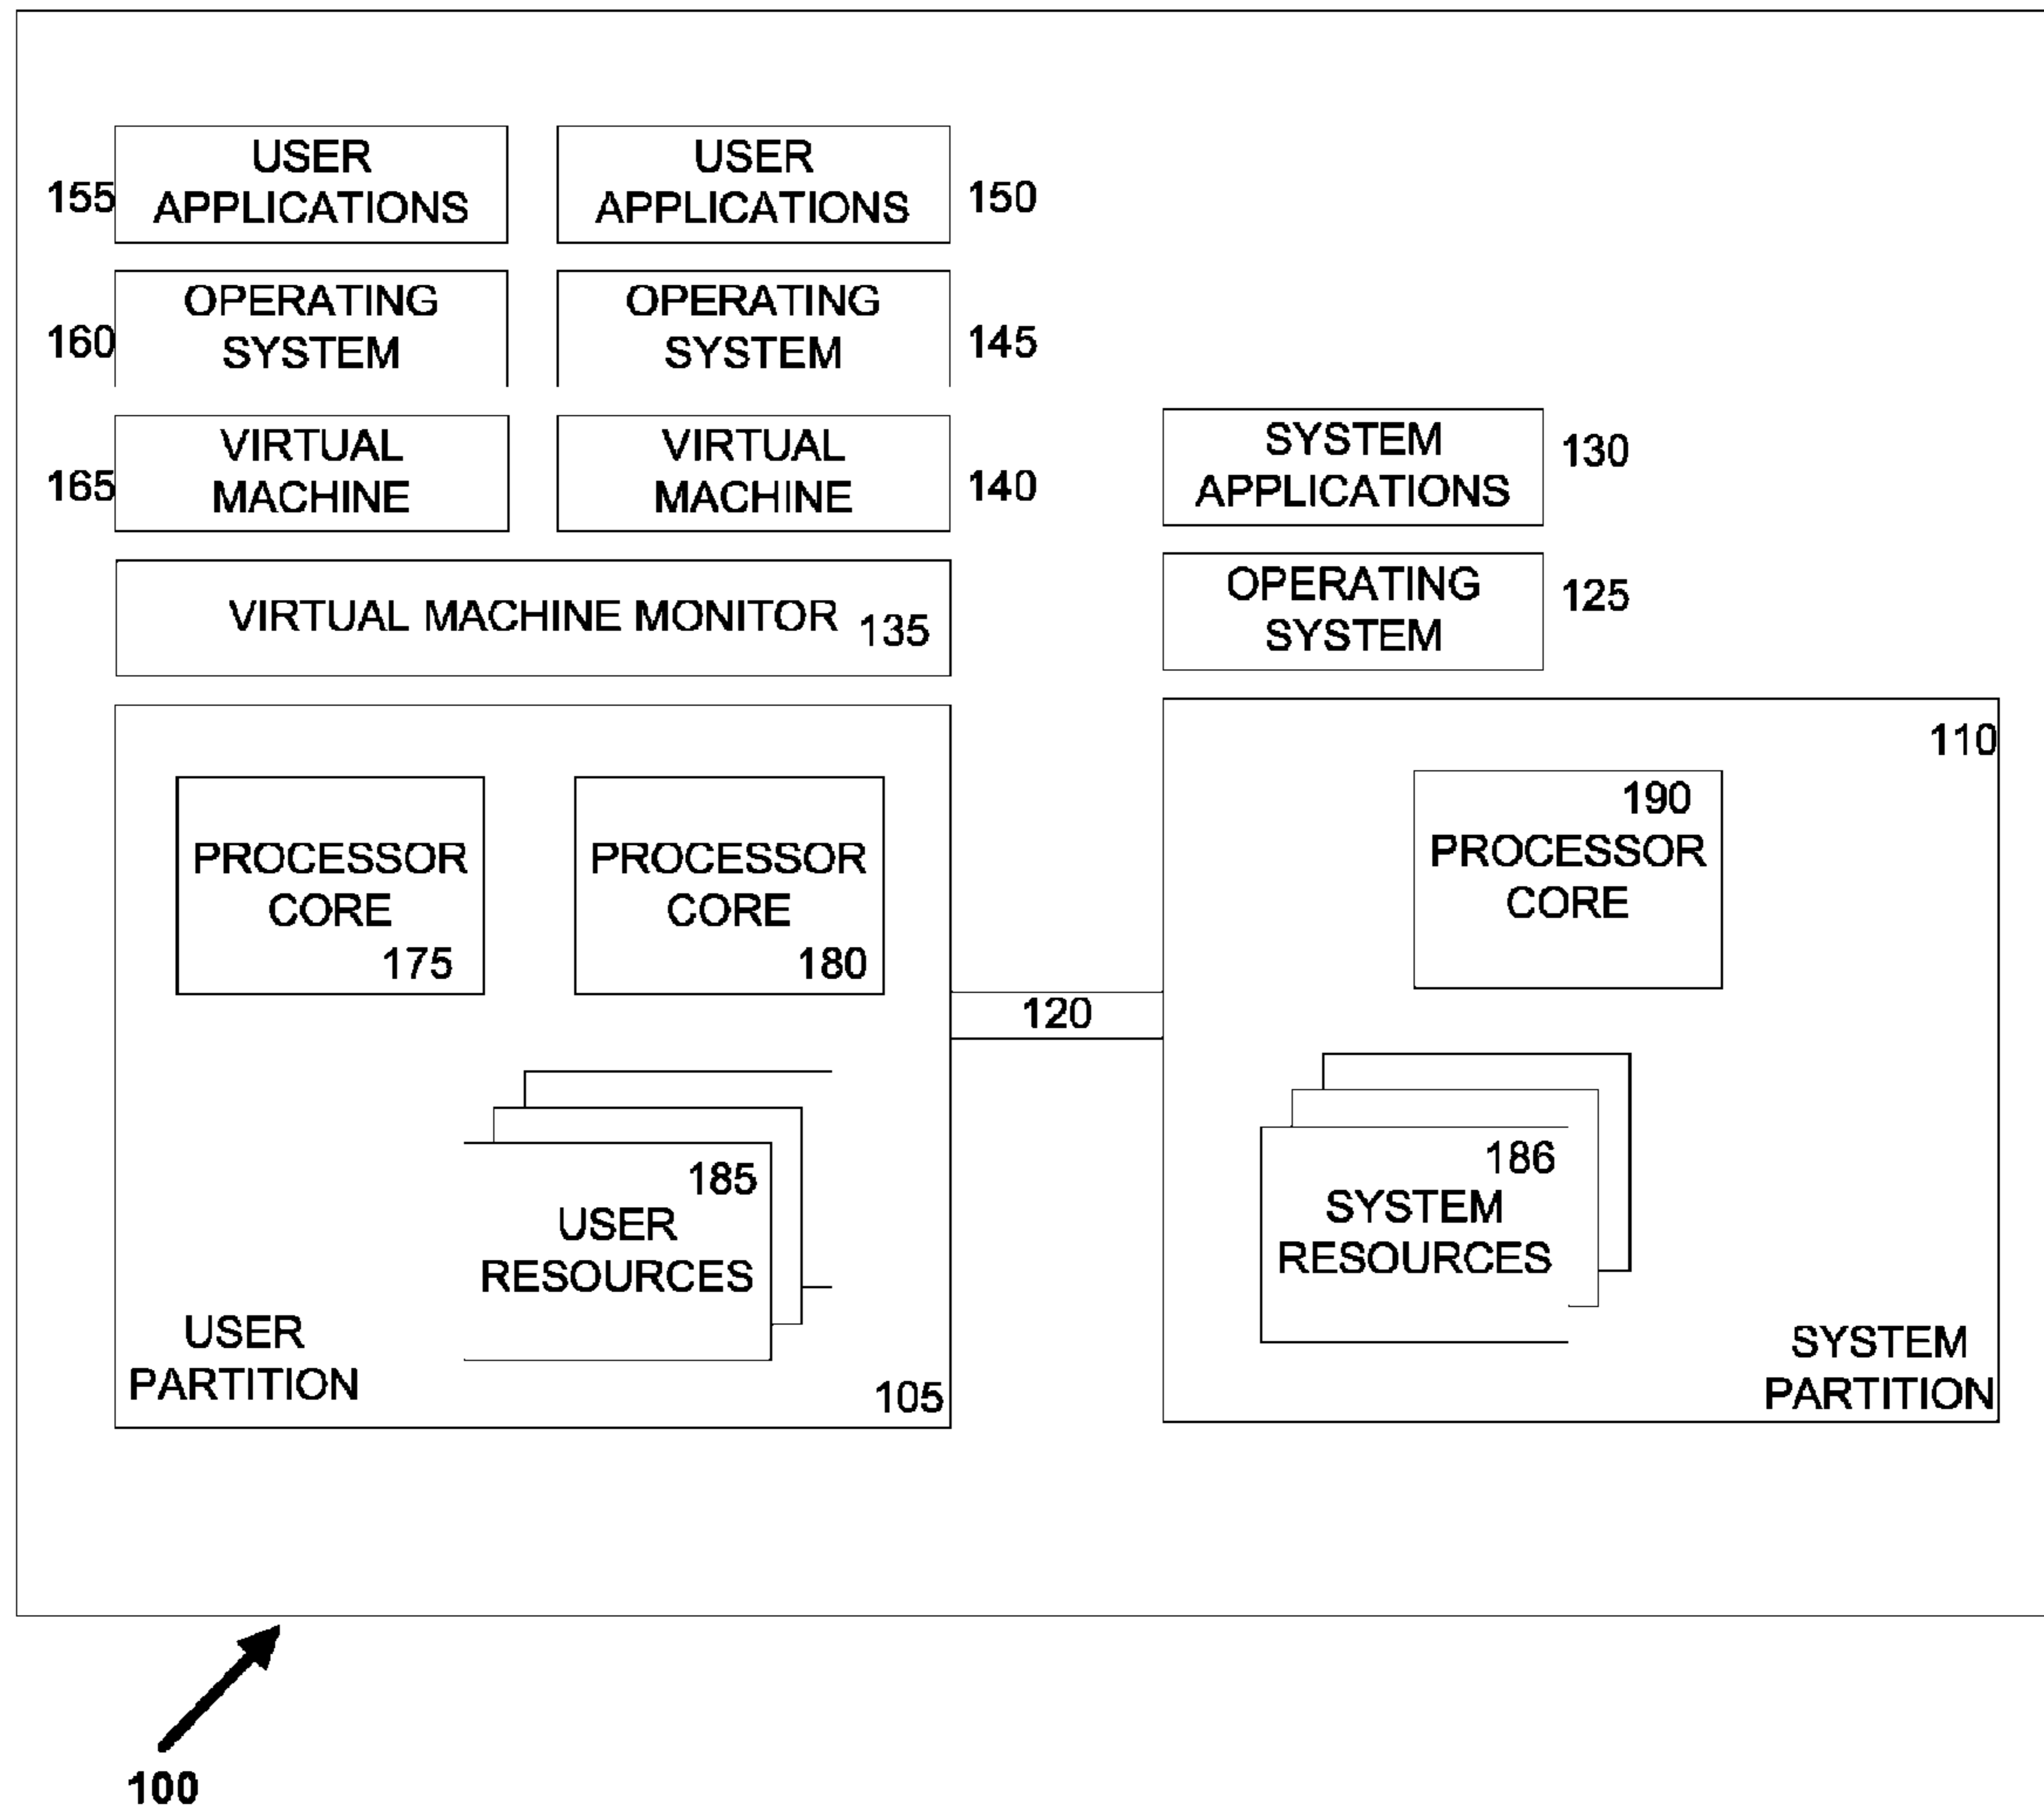 USER
APPLICATIONS
155
USER
APPLICATIONS
150
OPERATING
SYSTEM
160
OPERATING
SYSTEM
145
VIRTUAL
MACHINE
165
VIRTUAL
MACHINE
140
SYSTEM
APPLICATIONS
130
VIRTUAL MACHINE MONITOR 135
OPERATING
SYSTEM
125
PROCESSOR
CORE
175
PROCESSOR
CORE
180
185
USER
RESOURCES
USER
PARTITION
105
120
110
190
PROCESSOR
CORE
186
SYSTEM
RESOURCES
SYSTEM
PARTITION
100